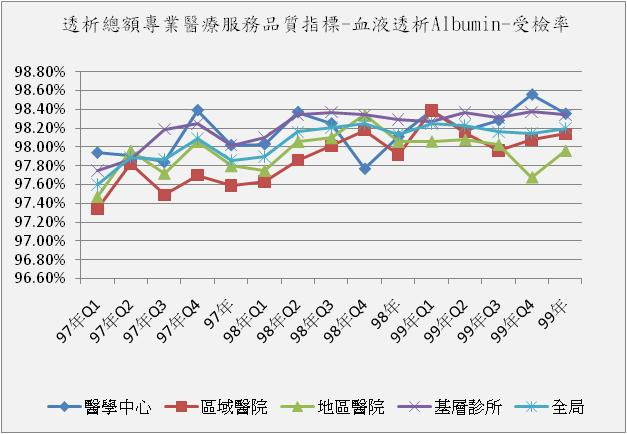 透析總額專業醫療服務品質指標-血液透析Albumin-受檢率
98.80%
98.60%
98.40%
98.20%
98.00%
97.80%
97.60%
97.40%
97.20%
97.00%
96.80%
96.60%
97年Q1
97年Q2
97年Q3
97年Q4
97年
98年Q1
98年Q2
98年Q3
98年Q4
98年
99年Q1
99年Q2
99年Q3
99年Q4
99年
醫學中心 區域醫院 地區醫院 基層診所 全局